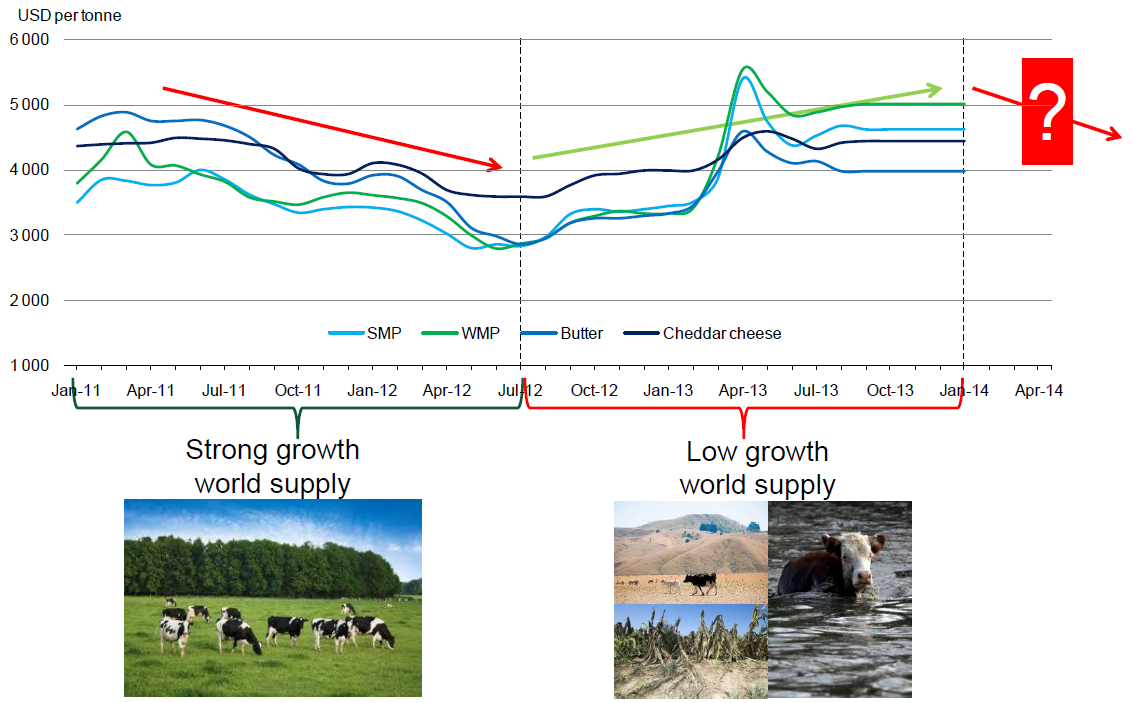 USD per tonne
6 000
5 000
4 000
3 000
2 000
1 000
?
SMP WMP Butter Cheddar cheese
Jan-11 Apr-11 Jul-11 Oct-11 Jan-12 Apr-12 Jul-12 Oct-12 Jan-13 Apr-13 Jul-13 Oct-13 Jan-14 Apr-14
Strong growth
world supply
Low growth
world supply